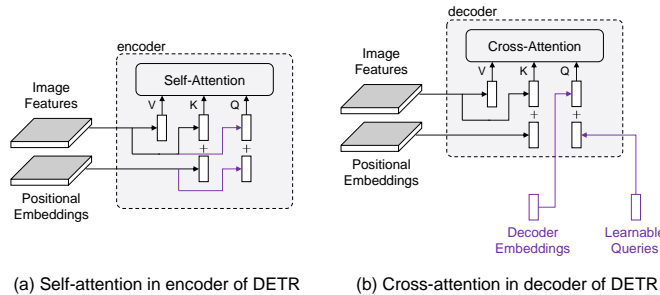 encoder
Self-Attention
V K Q
Image
Features
+ +
Positional
Embeddings
(a) Self-attention in encoder of DETR
decoder
Cross-Attention
V K Q
Image
Features
+ +
Positional
Embeddings
Decoder
Embeddings
Learnable
Queries
(b) Cross-attention in decoder of DETR